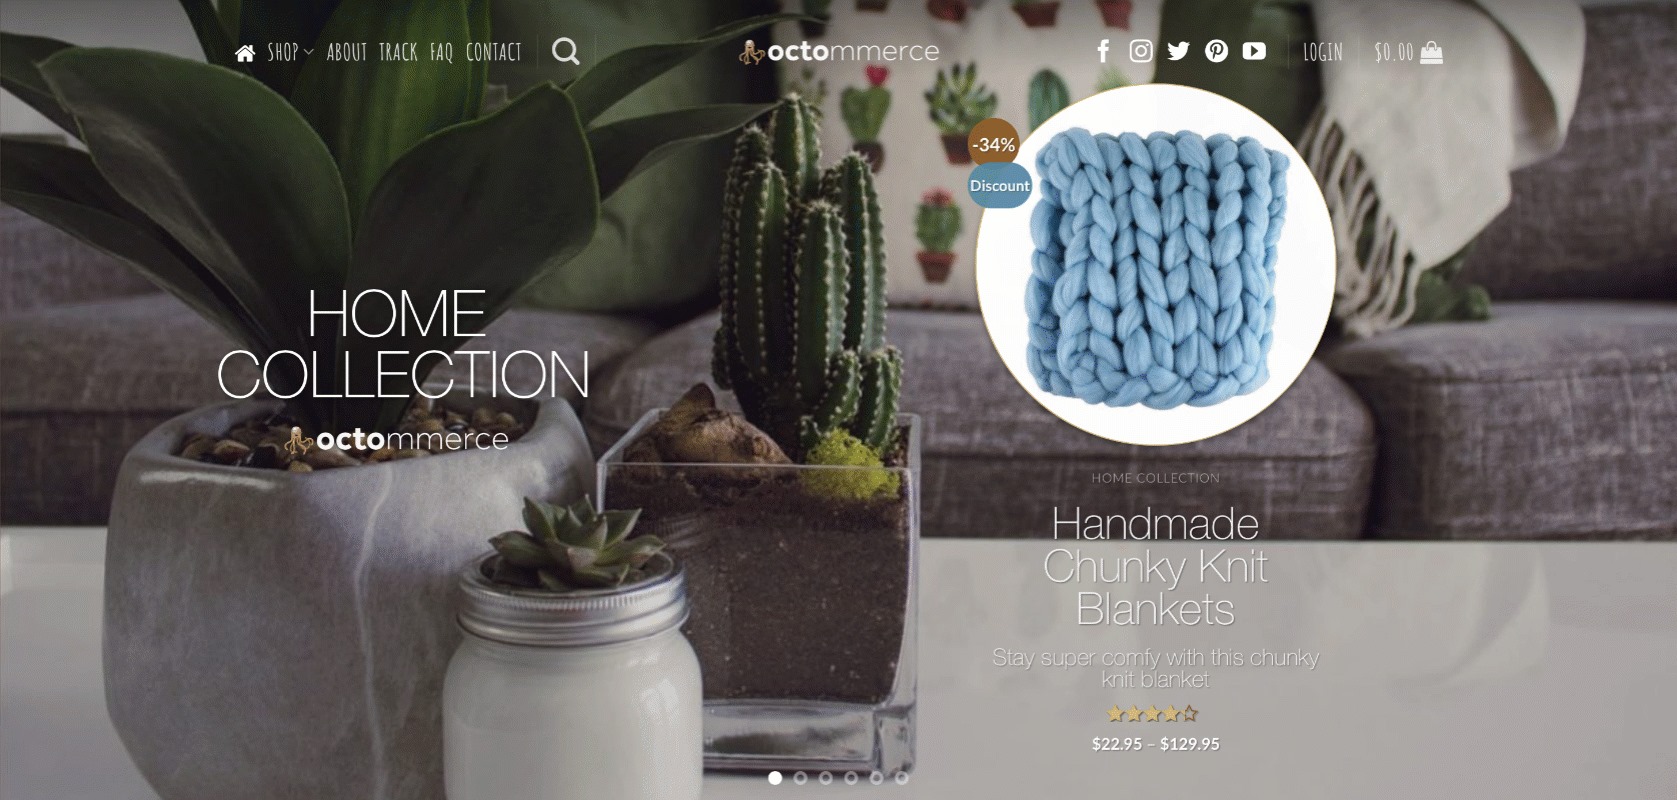 SHOP ABOUT TRACK FAQ CONTACT
octommerce
LOGIN
$0.00
-34%
Discount
HOME
COLLECTION
octommerce
HOME COLLECTION
Handmade
Chunky Knit
Blankets
Stay super comfy with this chunky
knit blanket
$22.95 – $129.95